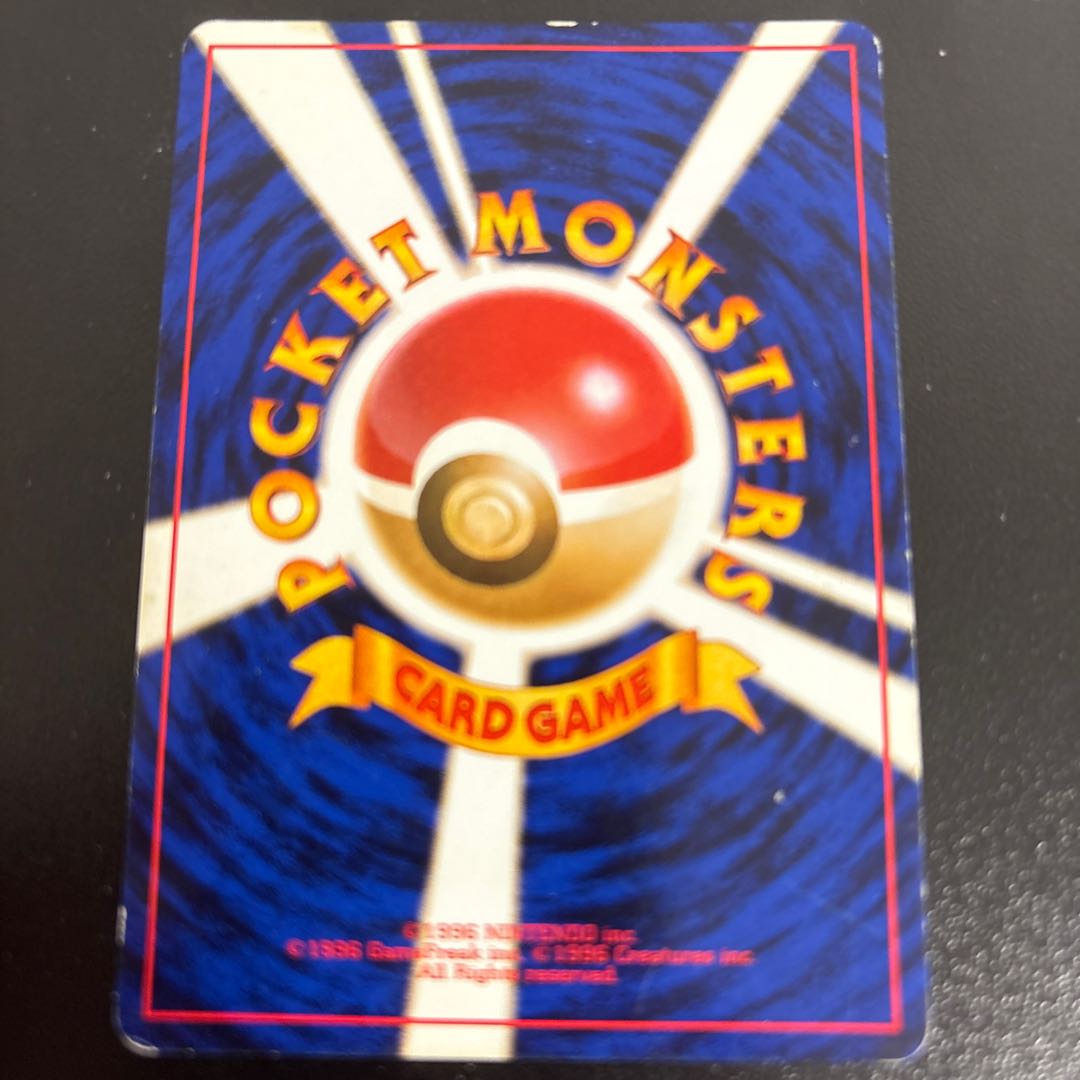 POCKET MONSTERS
CARD GAME
©1996 NINTENDO inc.
©1996 GameFreak inc. ©1996 Creatures inc.
All Rights reserved.